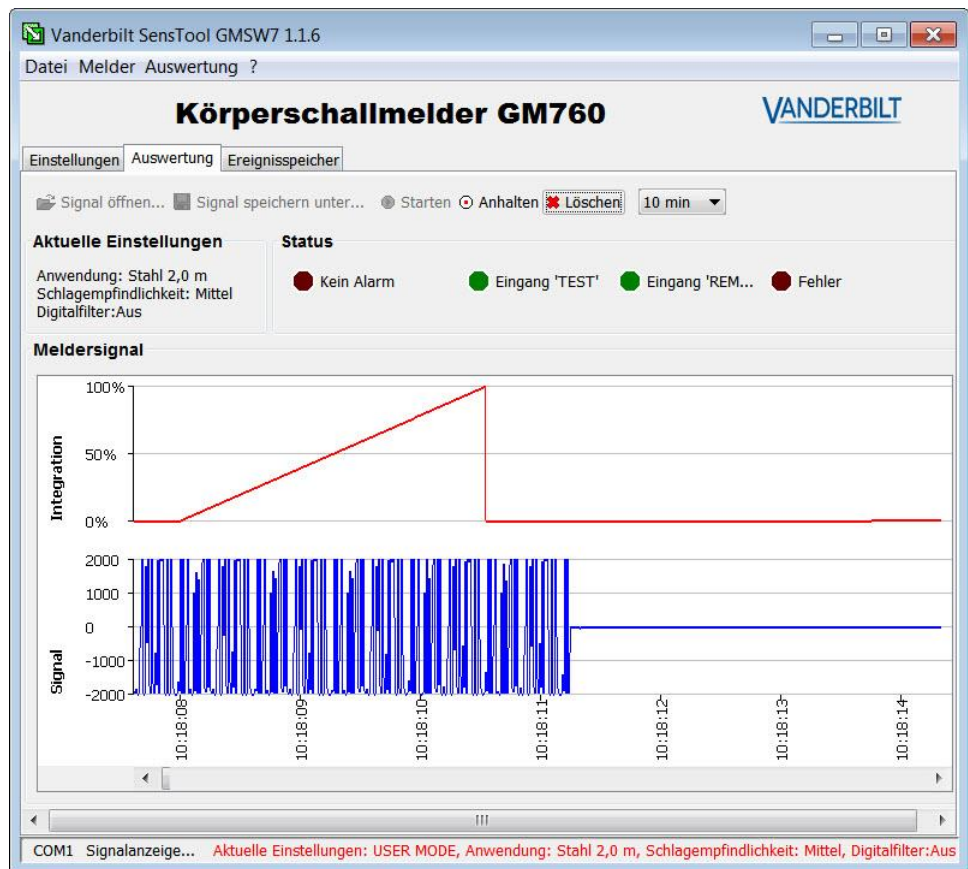 Vanderbilt SensTool GMSW7 1.1.6
Datei Melder Auswertung ?
Körperschallmelder GM760
VANDERBILT
Einstellungen Auswertung Ereignisspeicher
Signal öffnen... Signal speichern unter... Starten Anhalten Löschen 10 min
Aktuelle Einstellungen
Anwendung: Stahl 2,0 m
Schlagempfindlichkeit: Mittel
Digitalfilter:Aus
Status
Kein Alarm Eingang 'TEST' Eingang 'REM... Fehler
Meldersignal
Integration
100%
50%
0%
Signal
2000
1000
0
-1000
-2000
10:18:08
10:18:09
10:18:10
10:18:11
10:18:12
10:18:13
10:18:14
COM1 Signalanzeige... Aktuelle Einstellungen: USER MODE, Anwendung: Stahl 2,0 m, Schlagempfindlichkeit: Mittel, Digitalfilter:Aus